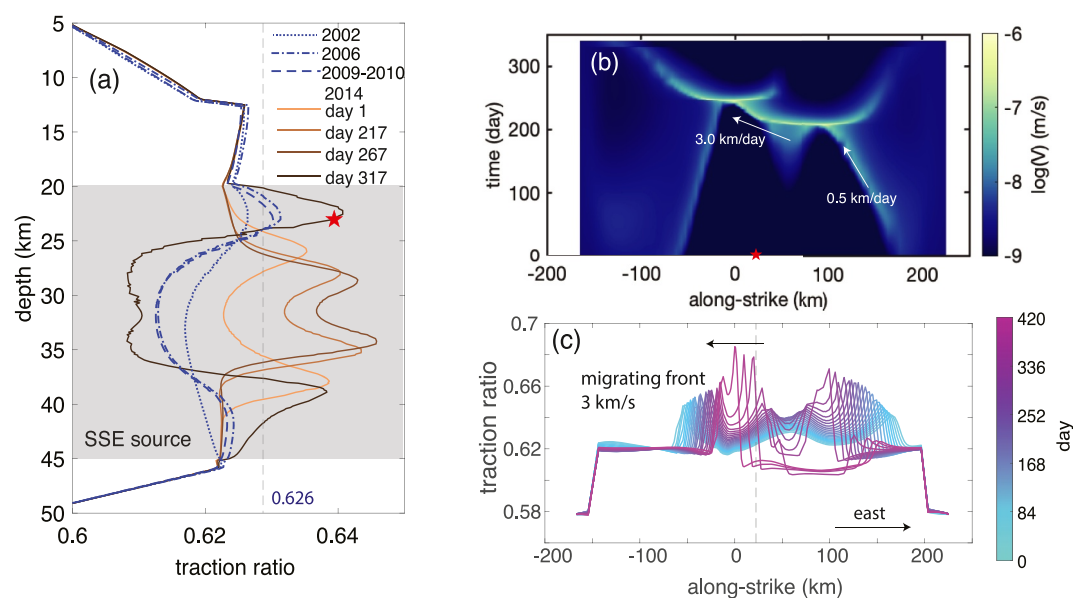 (a)
2002
2006
2009-2010
2014
day 1
day 217
day 267
day 317
5
10
15
20
25
30
35
40
45
50
depth (km)
SSE source
0.626
0.6
0.62
0.64
traction ratio
(b)
300
200
100
0
time (day)
3.0 km/day
0.5 km/day
-200
-100
0
100
200
along-strike (km)
-6
-7
-8
-9
log(V) (m/s)
(c)
0.7
0.66
0.62
0.58
traction ratio
migrating front
3 km/s
east
-200
-100
0
100
200
along-strike (km)
420
336
252
168
84
0
day